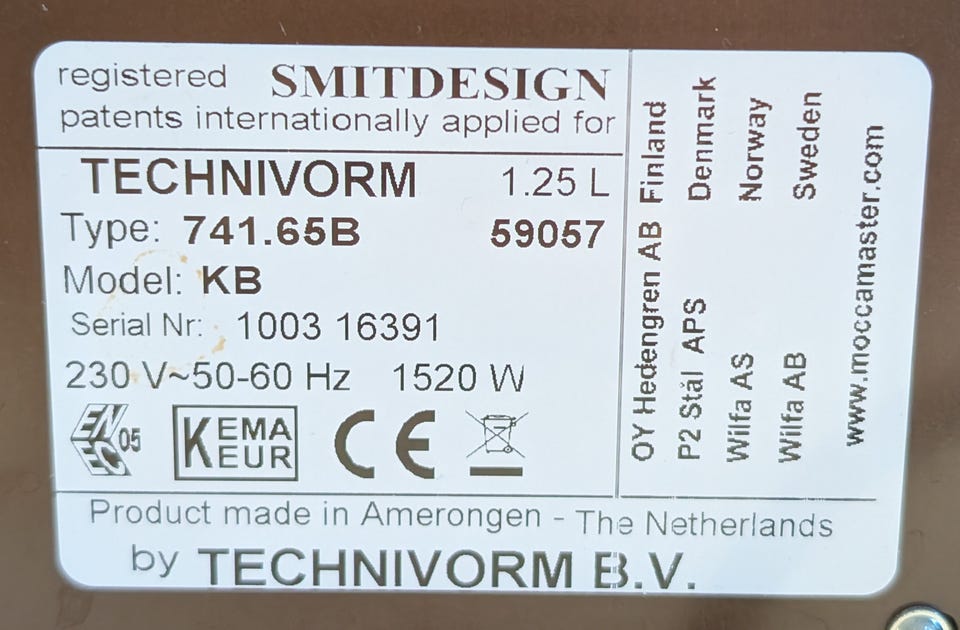 registered SMITDESIGN
patents internationally applied for
TECHNIVORM 1.25 L
Type: 741.65B 59057
Model: KB
Serial Nr: 1003 16391
230 V~50-60 Hz 1520 W
ENEC 05
KEMA
KEUR
CE
OY Hedengren AB Finland
P2 Stål APS Denmark
Wilfa AS Norway
Wilfa AB Sweden
www.moccamaster.com
Product made in Amerongen - The Netherlands
by TECHNIVORM B.V.